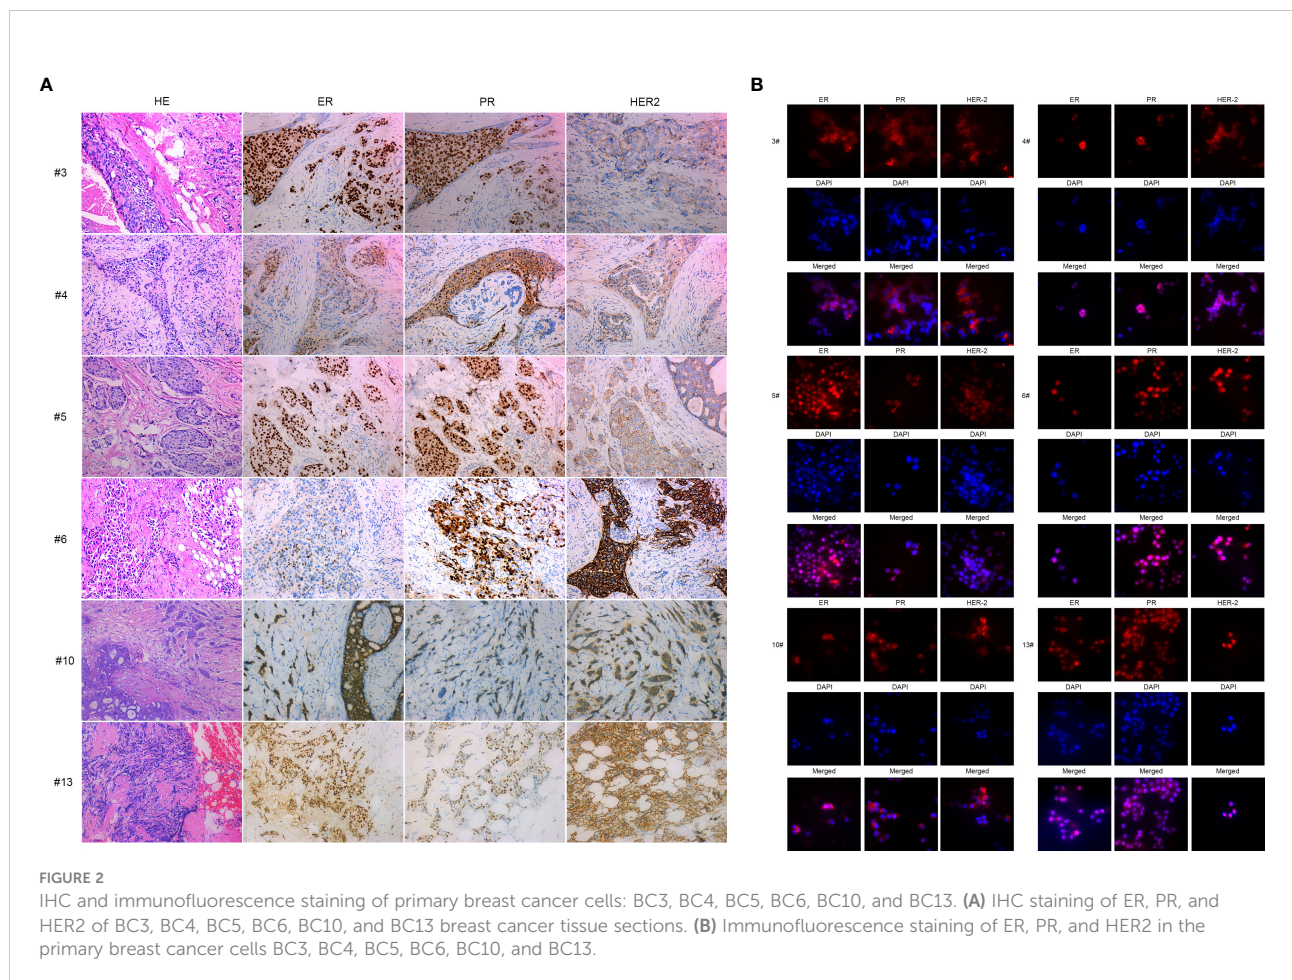 A
HE ER PR HER2
#3
#4
#5
#6
#10
#13
B
ER PR HER-2 ER PR HER-2
3# 4#
DAPI DAPI DAPI DAPI DAPI DAPI
Merged Merged Merged Merged Merged Merged
ER PR HER-2 ER PR HER-2
5# 6#
DAPI DAPI DAPI DAPI DAPI DAPI
Merged Merged Merged Merged Merged Merged
ER PR HER-2 ER PR HER-2
10# 13#
DAPI DAPI DAPI DAPI DAPI DAPI
Merged Merged Merged Merged Merged Merged
FIGURE 2
IHC and immunofluorescence staining of primary breast cancer cells: BC3, BC4, BC5, BC6, BC10, and BC13. (A) IHC staining of ER, PR, and
HER2 of BC3, BC4, BC5, BC6, BC10, and BC13 breast cancer tissue sections. (B) Immunofluorescence staining of ER, PR, and HER2 in the
primary breast cancer cells BC3, BC4, BC5, BC6, BC10, and BC13.